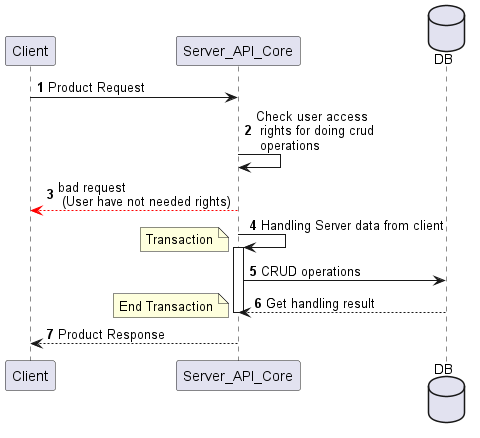 DB
Client
Server_API_Core
1 Product Request
Check user access
2 rights for doing crud
operations
bad request
3 (User have not needed rights)
4 Handling Server data from client
Transaction
5 CRUD operations
End Transaction
6 Get handling result
7 Product Response
Client
Server_API_Core
DB